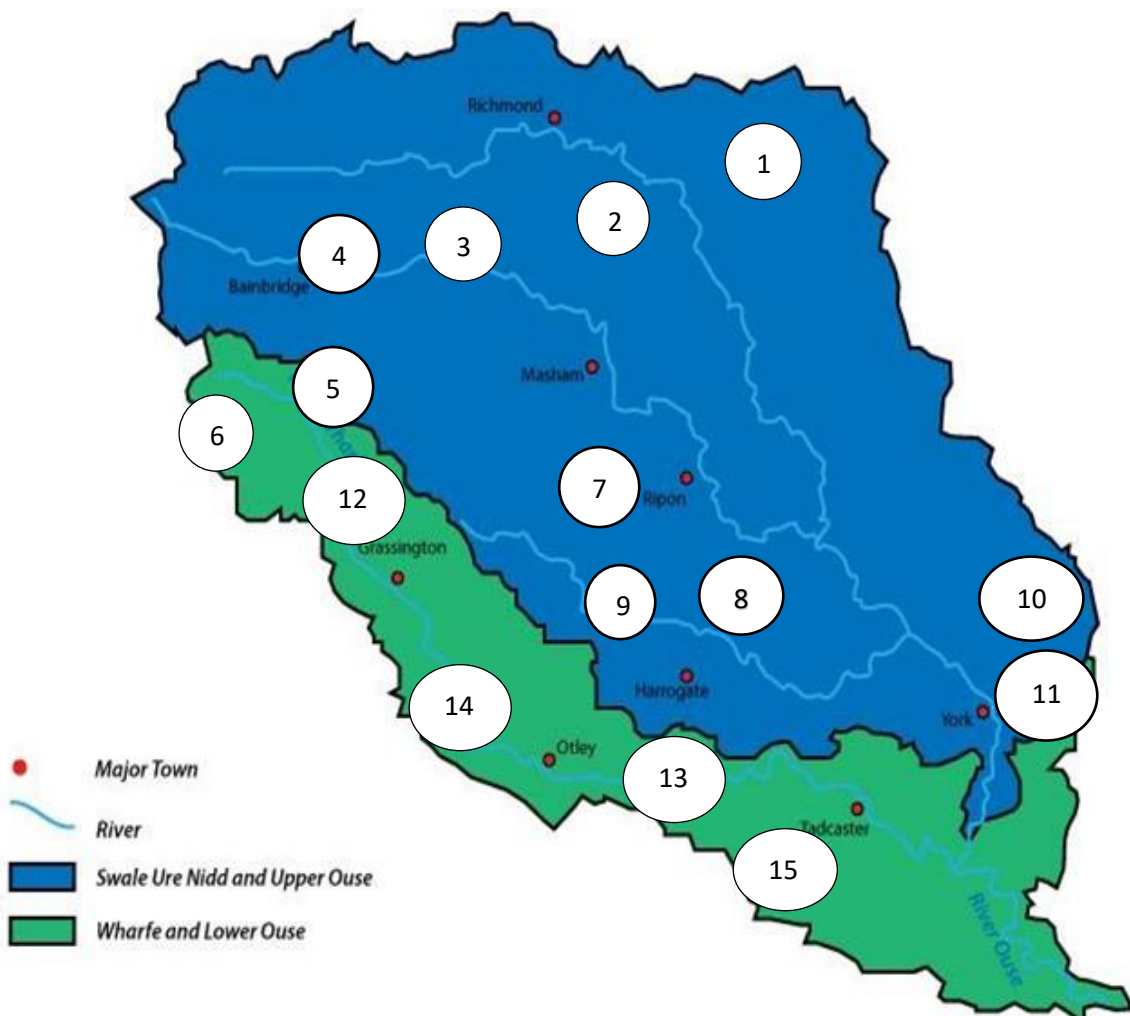 Richmond
1
2
3
4
Bainbridge
5
Masham
6
7
12
Ripon
Grassington
9
8
10
Harrogate
11
14
York
Otley
13
Major Town
Tadcaster
River
15
Swale Ure Nidd and Upper Ouse
River Ouse
Wharfe and Lower Ouse